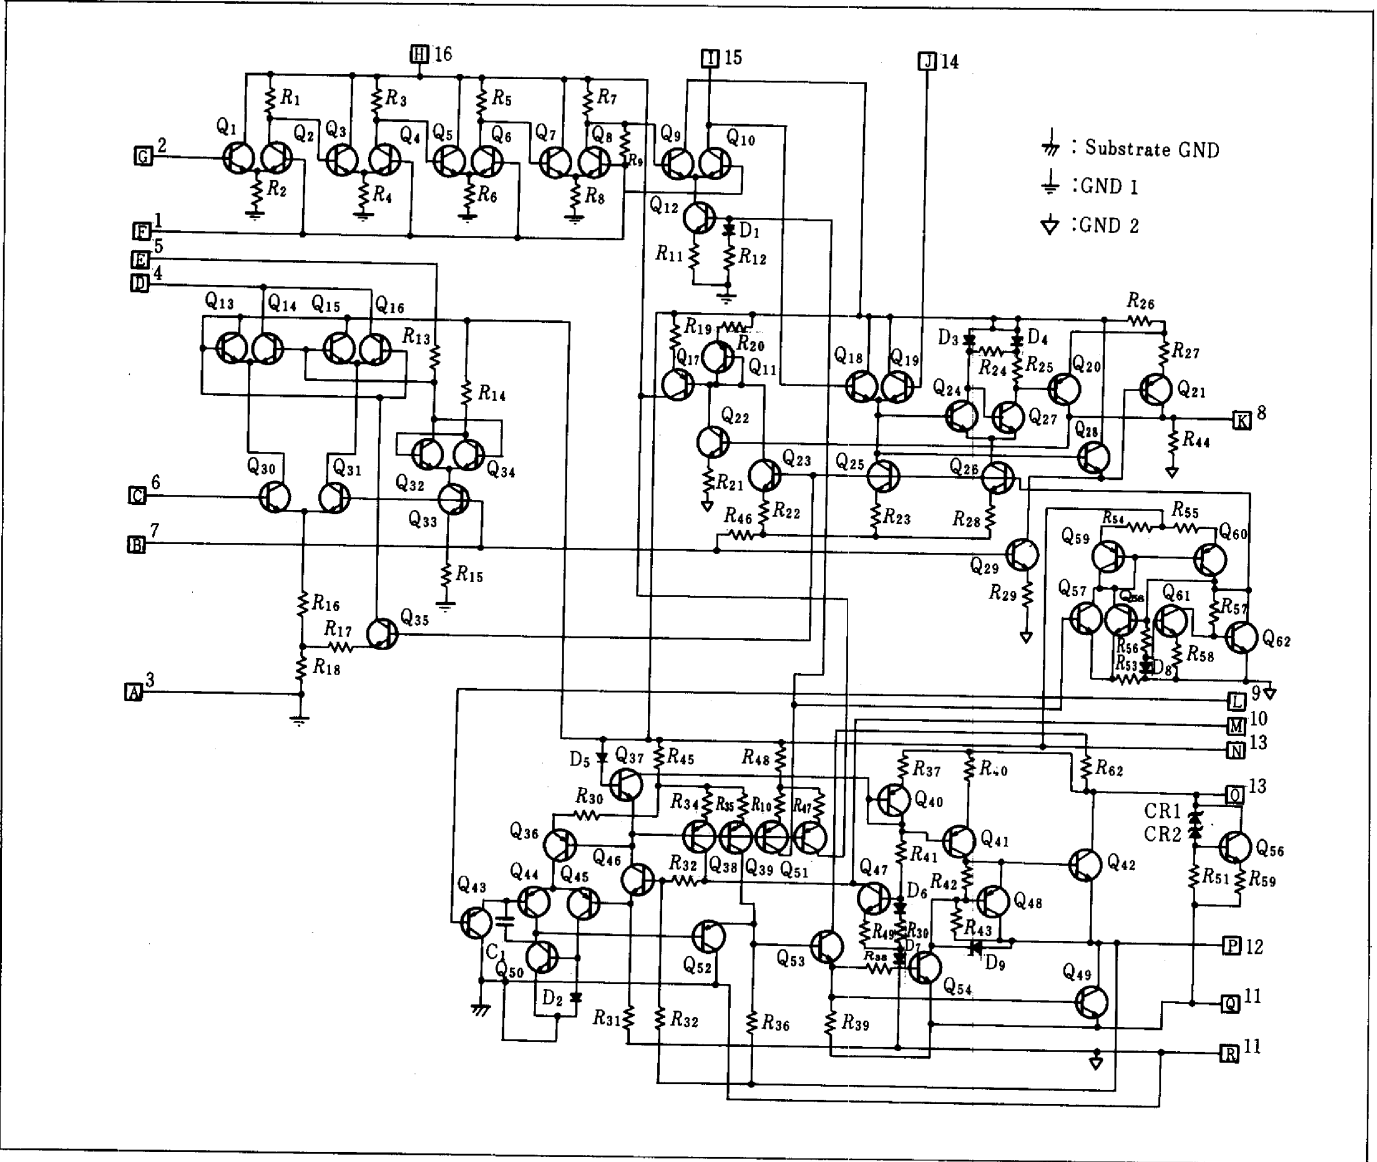 H 16
I 15
J 14
R1 R3 R5 R7
Q1 Q2 Q3 Q4 Q5 Q6 Q7 Q8 R9 Q9 Q10
G 2
R2 R4 R6 R8
⏚ : Substrate GND
⏚ :GND 1
▽ :GND 2
Q12 D1
F 1
R11 R12
E 5
D 4
Q13 Q14 Q15 Q16
R13 R14
R19 R20 Q17 Q11
Q18 Q19
D3 D4 R24 R25 Q20
R26 R27 Q21
Q24 Q27
K 8
Q22 Q28 R44
Q30 Q31 Q32 Q34
Q23 Q25 Q26
C 6
Q33
R21 R22 R23 R28
R46
B 7
R15
Q29 R29
R54 R55
Q59 Q60
Q57 Q58 Q61 R57
Q62
R56 R53 D8 R58
R16
R17 Q35
R18
A 3
L 9
M 10
N 13
D5 Q37 R45 R48
R37 R40 R62
O 13
R30 R34 R35 R10 R47
Q40
CR1
CR2
Q36 Q46 Q38 Q39 Q51
Q41 Q42 Q56
R32
R41 R42
R51 R59
Q43 Q44 Q45
Q47 D6 Q48
R49 R43
D7
C1 Q50 Q52 Q53 R38 Q54 D9
P 12
Q49
D2 R31 R32 R36 R39
Q 11
R 11